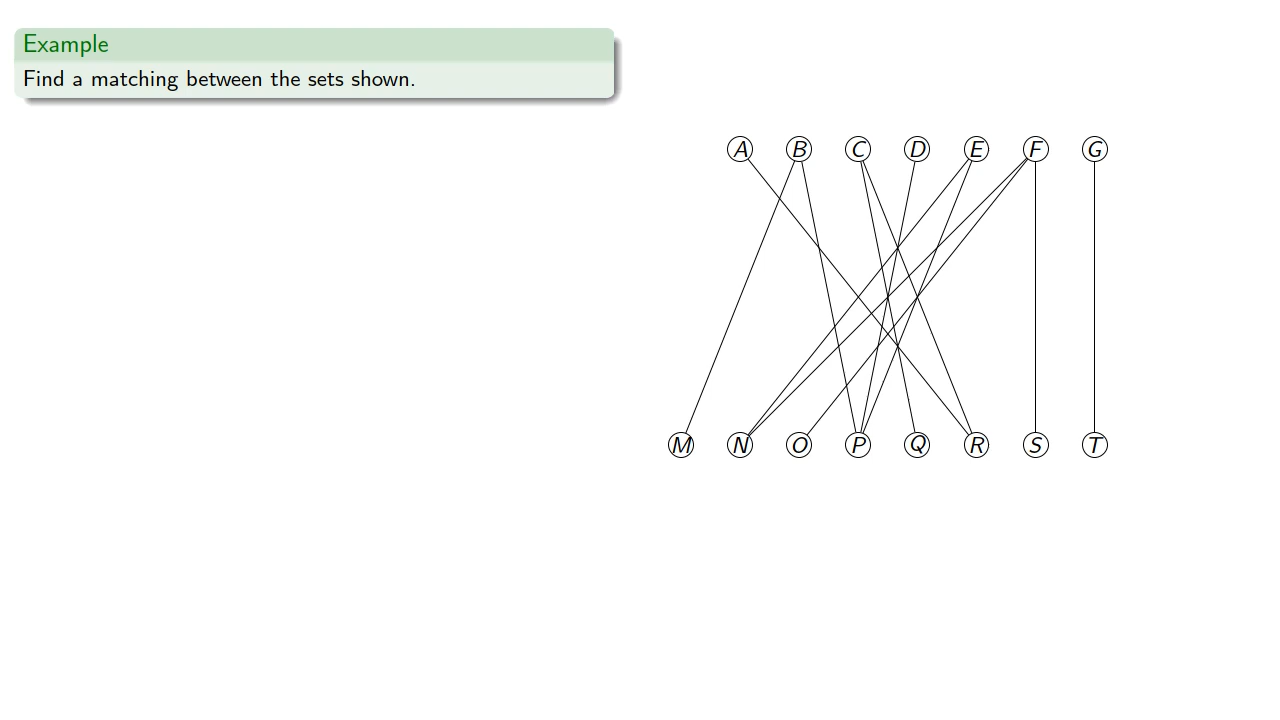 Example
Find a matching between the sets shown.
A B C D E F G
M N O P Q R S T